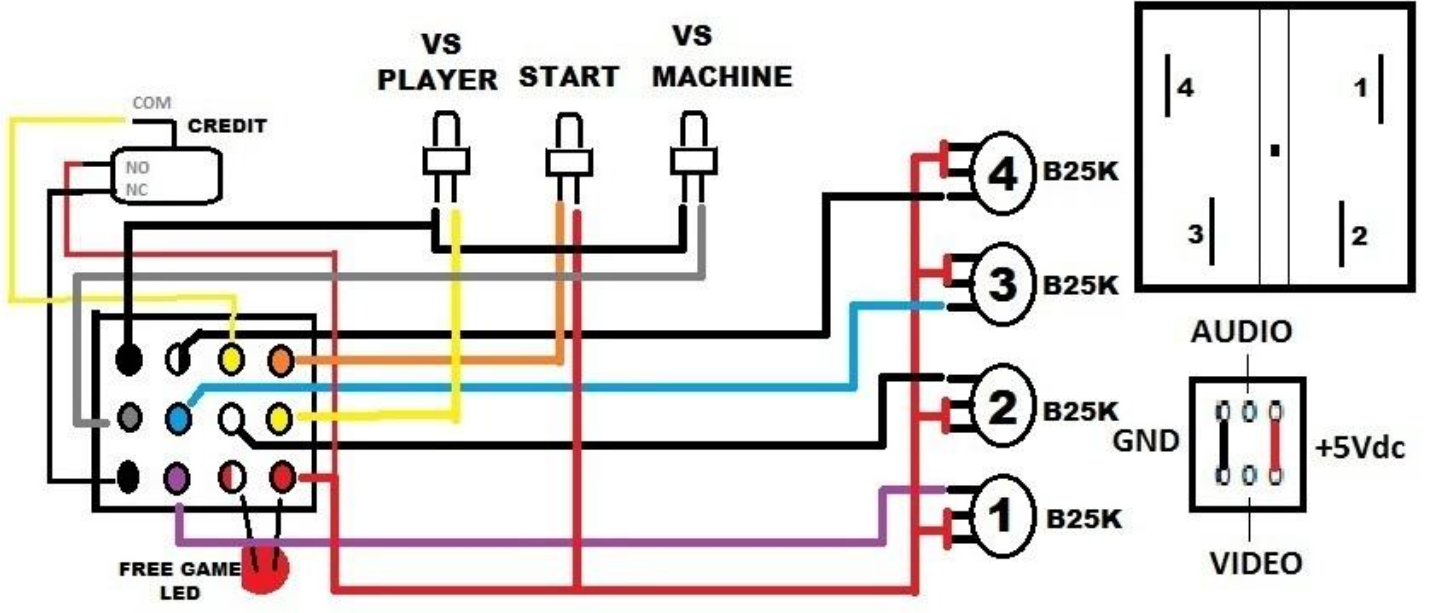 VS
PLAYER
START
VS
MACHINE
COM
CREDIT
NO
NC
4
B25K
3
B25K
2
B25K
1
B25K
FREE GAME
LED
4
1
3
2
AUDIO
GND
+5Vdc
VIDEO